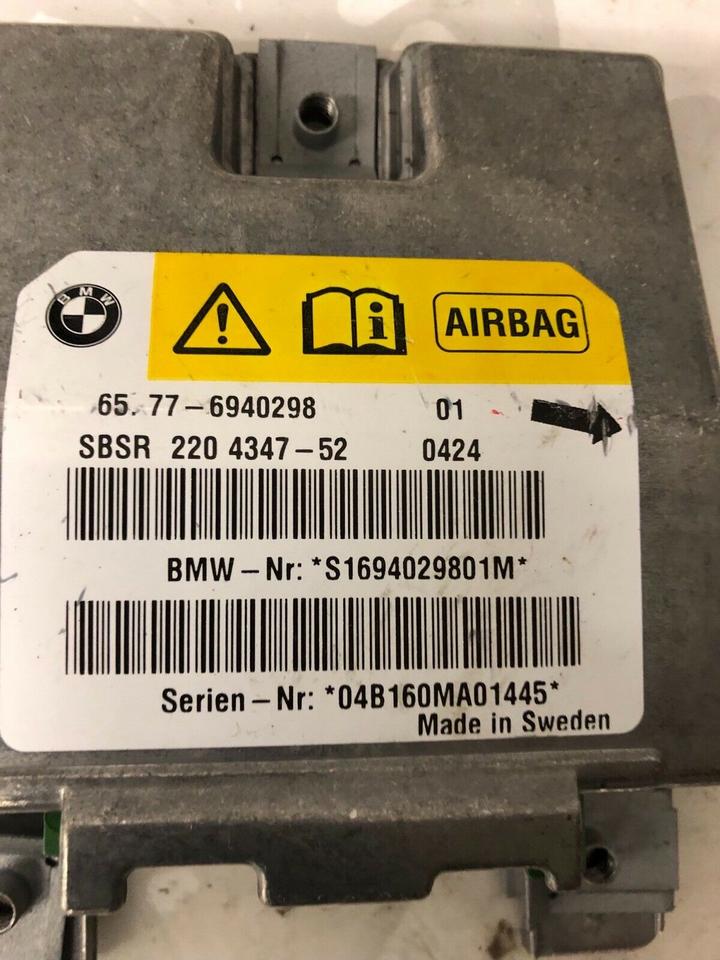 BMW
i AIRBAG
65. 77-6940298 01
SBSR 220 4347-52 0424
BMW-Nr: *S1694029801M*
Serien-Nr: *04B160MA01445*
Made in Sweden